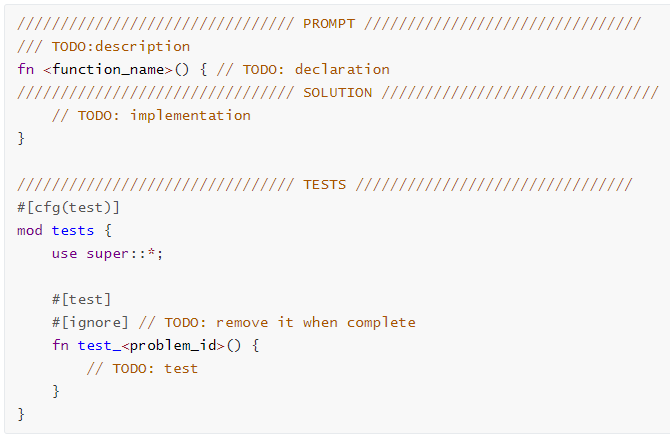 //////////////////////////////// PROMPT ////////////////////////////////
/// TODO:description
fn <function_name>() { // TODO: declaration
//////////////////////////////// SOLUTION ////////////////////////////////
    // TODO: implementation
}

//////////////////////////////// TESTS ////////////////////////////////
#[cfg(test)]
mod tests {
    use super::*;

    #[test]
    #[ignore] // TODO: remove it when complete
    fn test_<problem_id>() {
        // TODO: test
    }
}